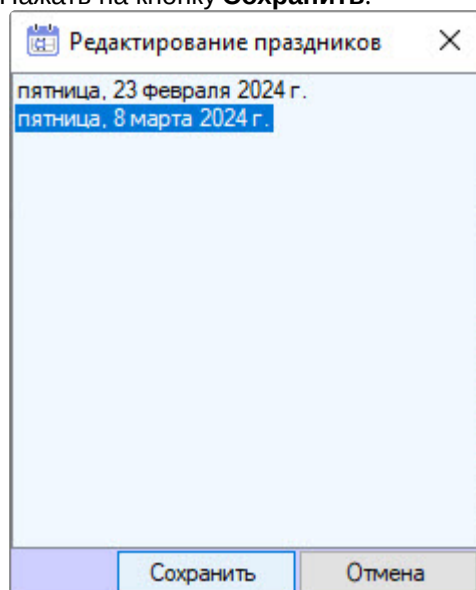 Нажать на кнопку Сохранить.
Редактирование праздников
пятница, 23 февраля 2024 г.
пятница, 8 марта 2024 г.
Сохранить
Отмена